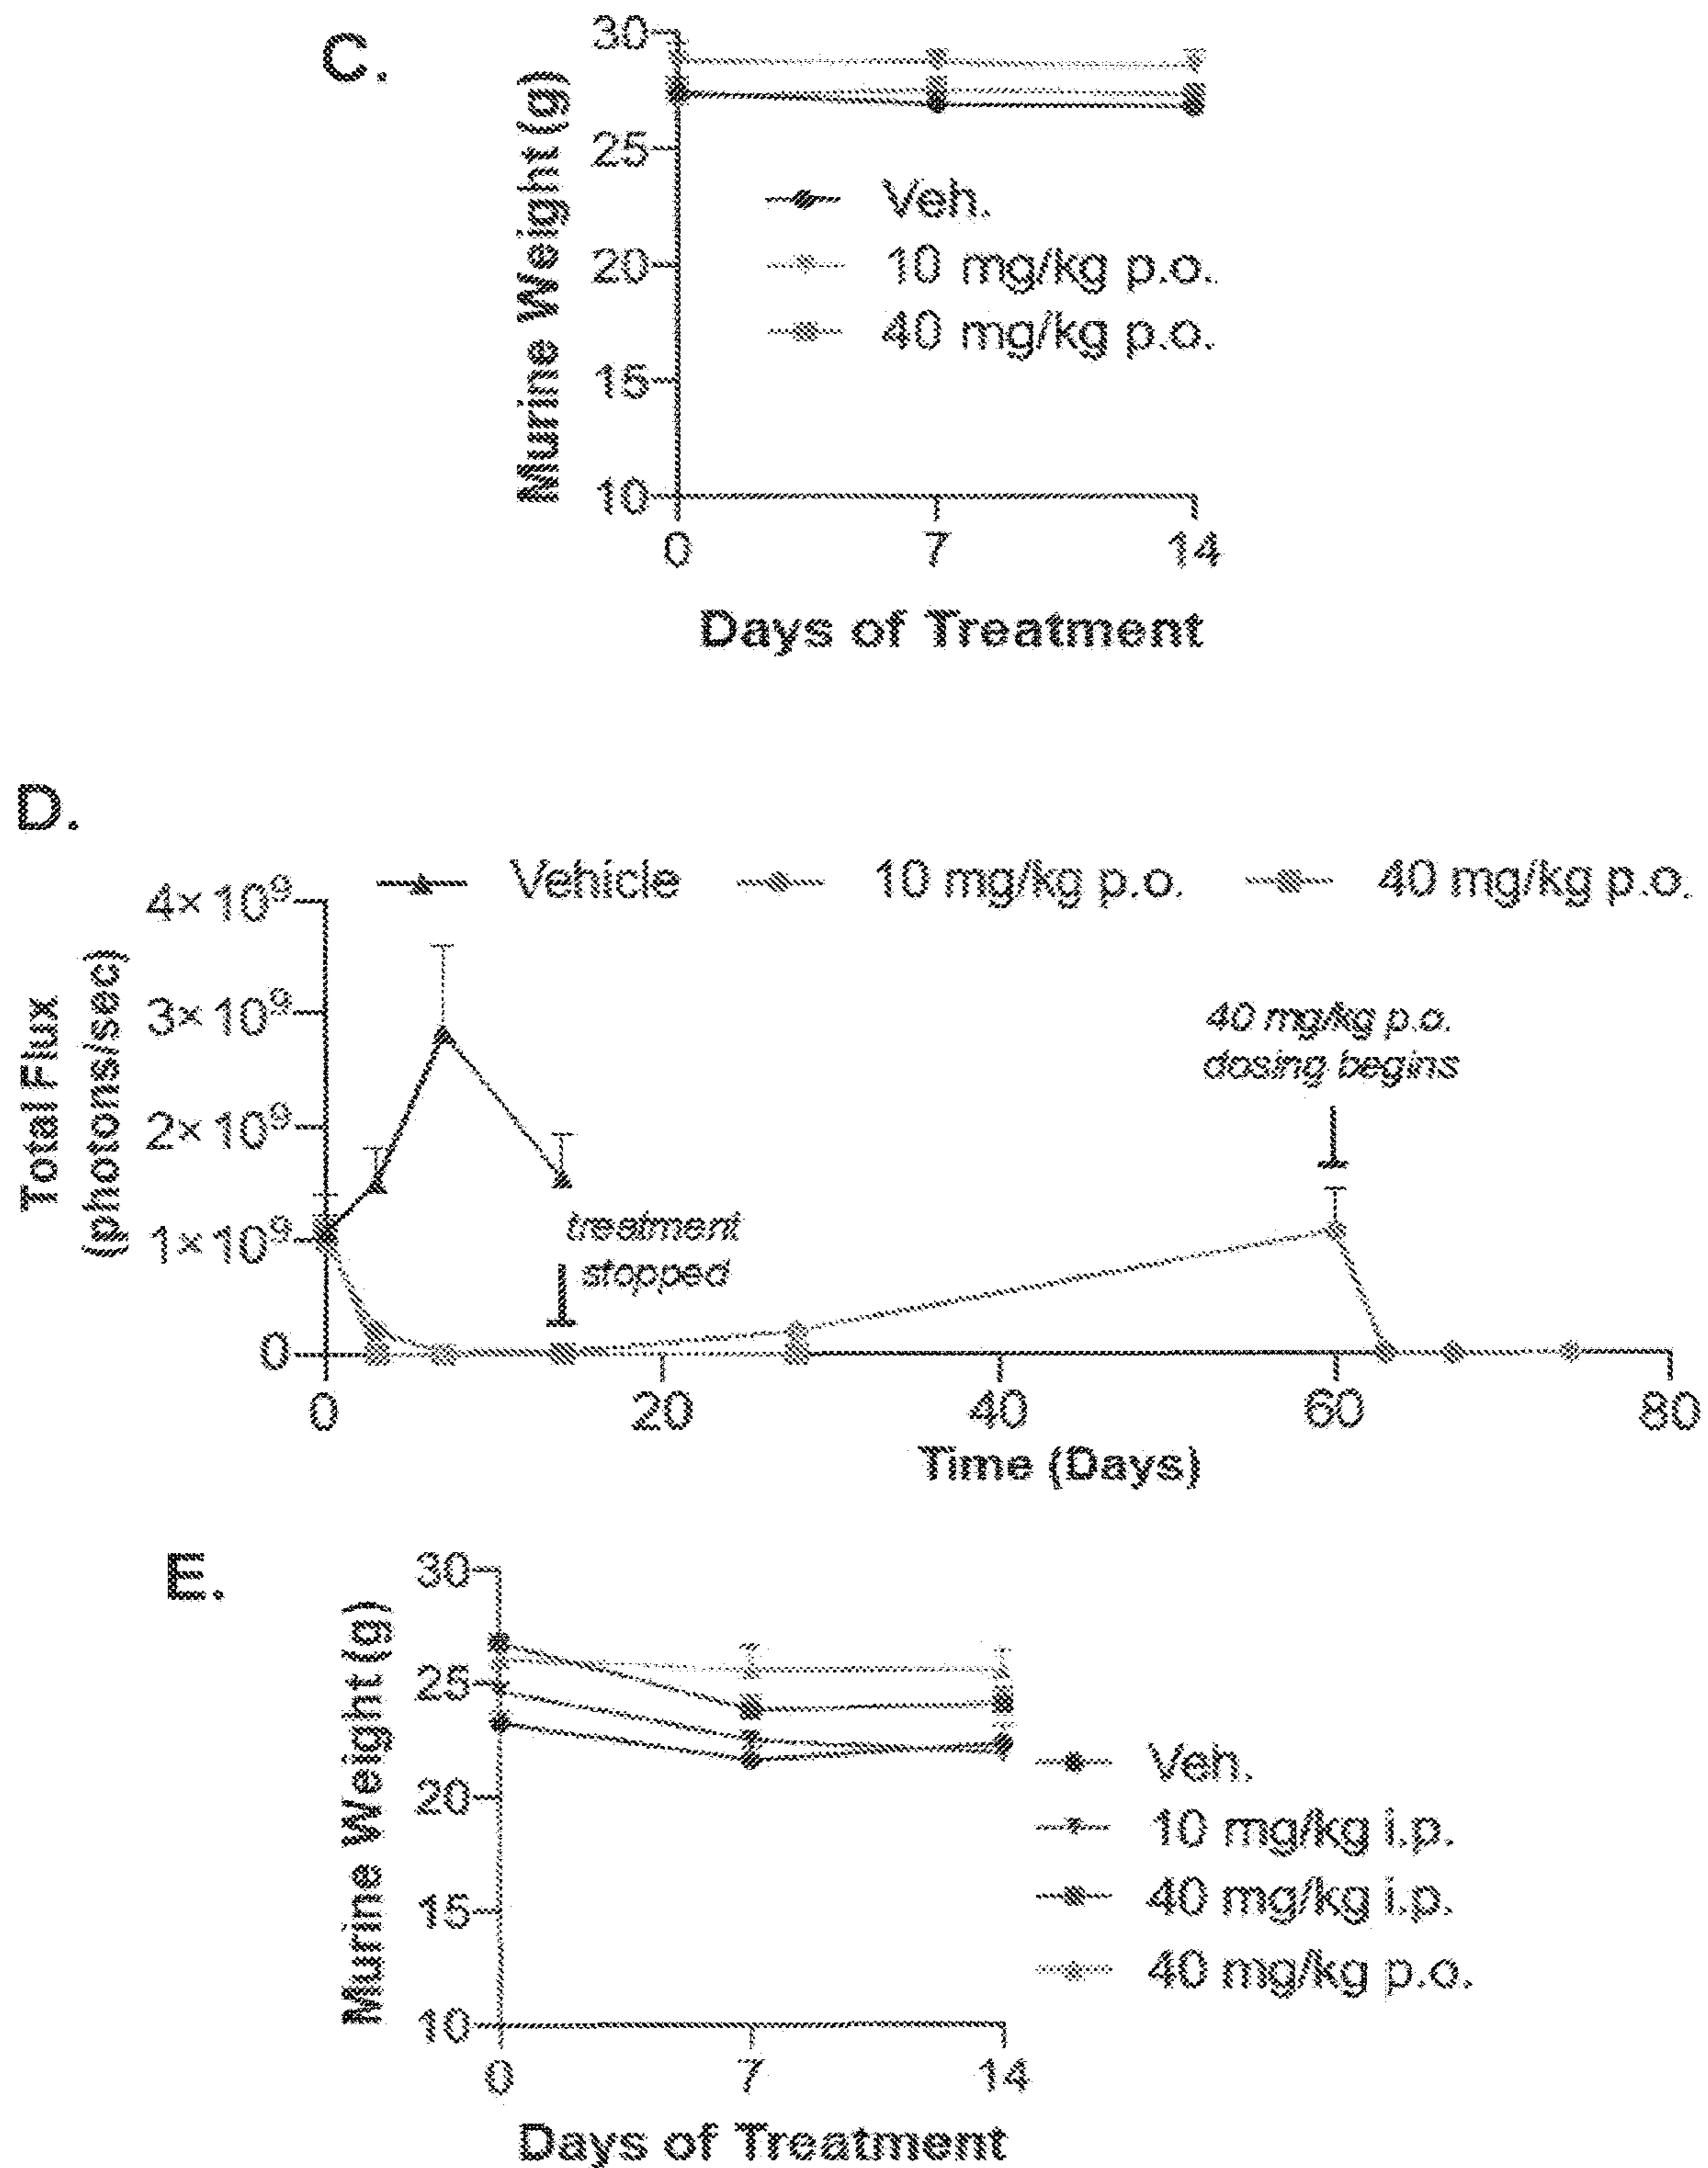 C.
30
25
20
15
10
Murine Weight (g)
Veh.
10 mg/kg p.o.
40 mg/kg p.o.
0 7 14
Days of Treatment
D.
Vehicle 10 mg/kg p.o. 40 mg/kg p.o.
4× 10⁹
3× 10⁹
2× 10⁹
1× 10⁹
0
Total Flux
(photons/sec)
treatment
stopped
40 mg/kg p.o.
dosing begins
0 20 40 60 80
Time (Days)
E.
30
25
20
15
10
Murine Weight (g)
Veh.
10 mg/kg i.p.
40 mg/kg i.p.
40 mg/kg p.o.
0 7 14
Days of Treatment